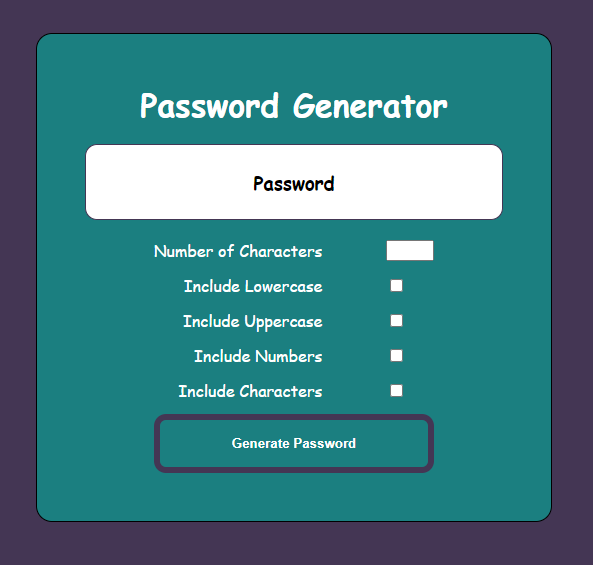 Password Generator
Password
Number of Characters
Include Lowercase
Include Uppercase
Include Numbers
Include Characters
Generate Password